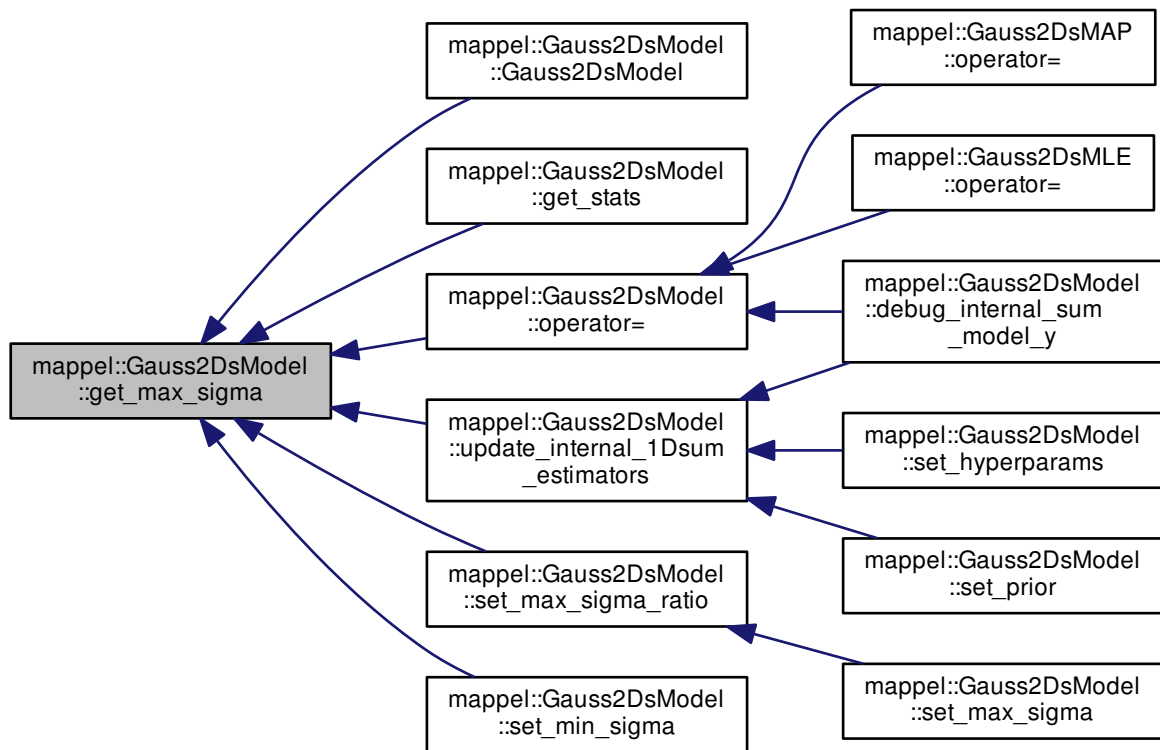 mappel::Gauss2DsModel
::get_max_sigma
mappel::Gauss2DsModel
::Gauss2DsModel
mappel::Gauss2DsModel
::get_stats
mappel::Gauss2DsModel
::operator=
mappel::Gauss2DsModel
::update_internal_1Dsum
_estimators
mappel::Gauss2DsModel
::set_max_sigma_ratio
mappel::Gauss2DsModel
::set_min_sigma
mappel::Gauss2DsMAP
::operator=
mappel::Gauss2DsMLE
::operator=
mappel::Gauss2DsModel
::debug_internal_sum
_model_y
mappel::Gauss2DsModel
::set_hyperparams
mappel::Gauss2DsModel
::set_prior
mappel::Gauss2DsModel
::set_max_sigma